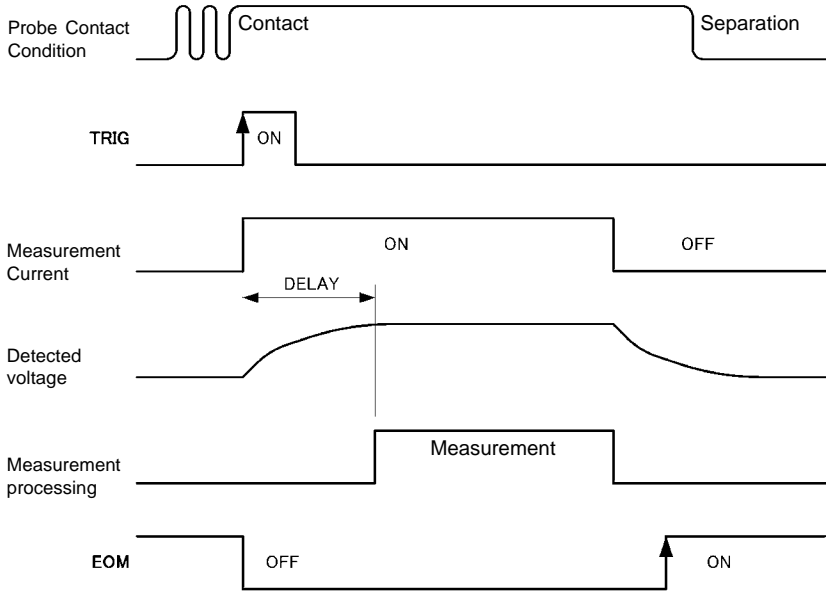 Probe Contact
Condition
Contact
Separation
TRIG
ON
Measurement
Current
ON
OFF
DELAY
Detected
voltage
Measurement
processing
Measurement
EOM
OFF
ON